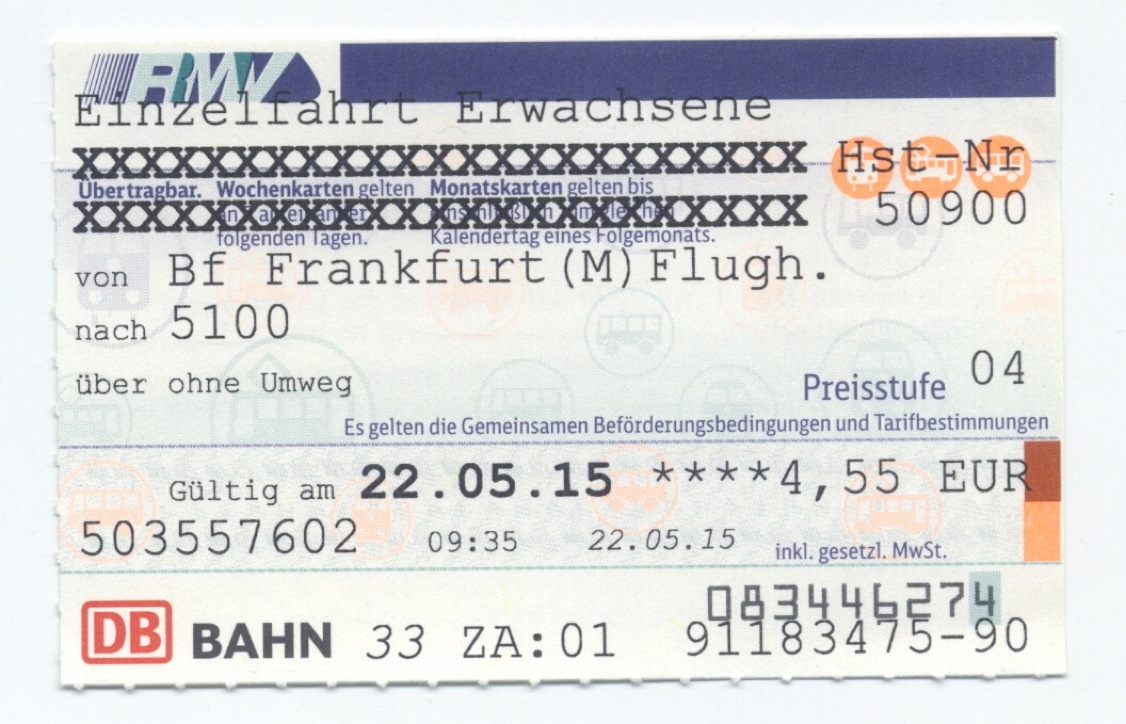 RMV
Einzelfahrt Erwachsene
XXXXXXXXXXXXXXXXXXXXXXXXXXXXXX Hst-Nr
Übertragbar. Wochenkarten gelten Monatskarten gelten bis
XXXXXXXXXXXXXXXXXXXXXXXXXXXXXX 50900
folgenden Tagen. Kalendertag eines Folgemonats.
von Bf Frankfurt(M)Flugh.
nach 5100
über ohne Umweg
Preisstufe 04
Es gelten die Gemeinsamen Beförderungsbedingungen und Tarifbestimmungen
Gültig am 22.05.15 ****4,55 EUR
503557602 09:35 22.05.15 inkl. gesetzl. MwSt.
083446274
DB BAHN 33 ZA:01 91183475-90